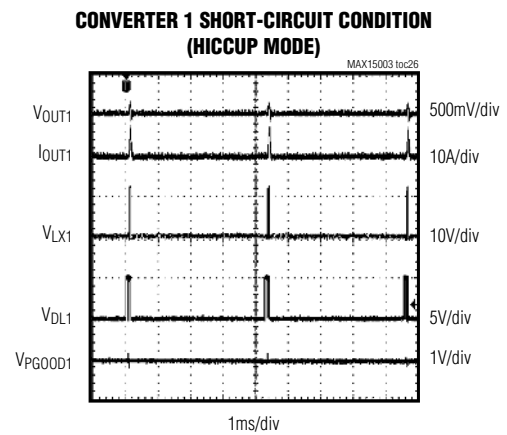 CONVERTER 1 SHORT-CIRCUIT CONDITION
(HICCUP MODE)
MAX15003 toc26
VOUT1
500mV/div
IOUT1
10A/div
VLX1
10V/div
VDL1
5V/div
VPGOOD1
1V/div
1ms/div